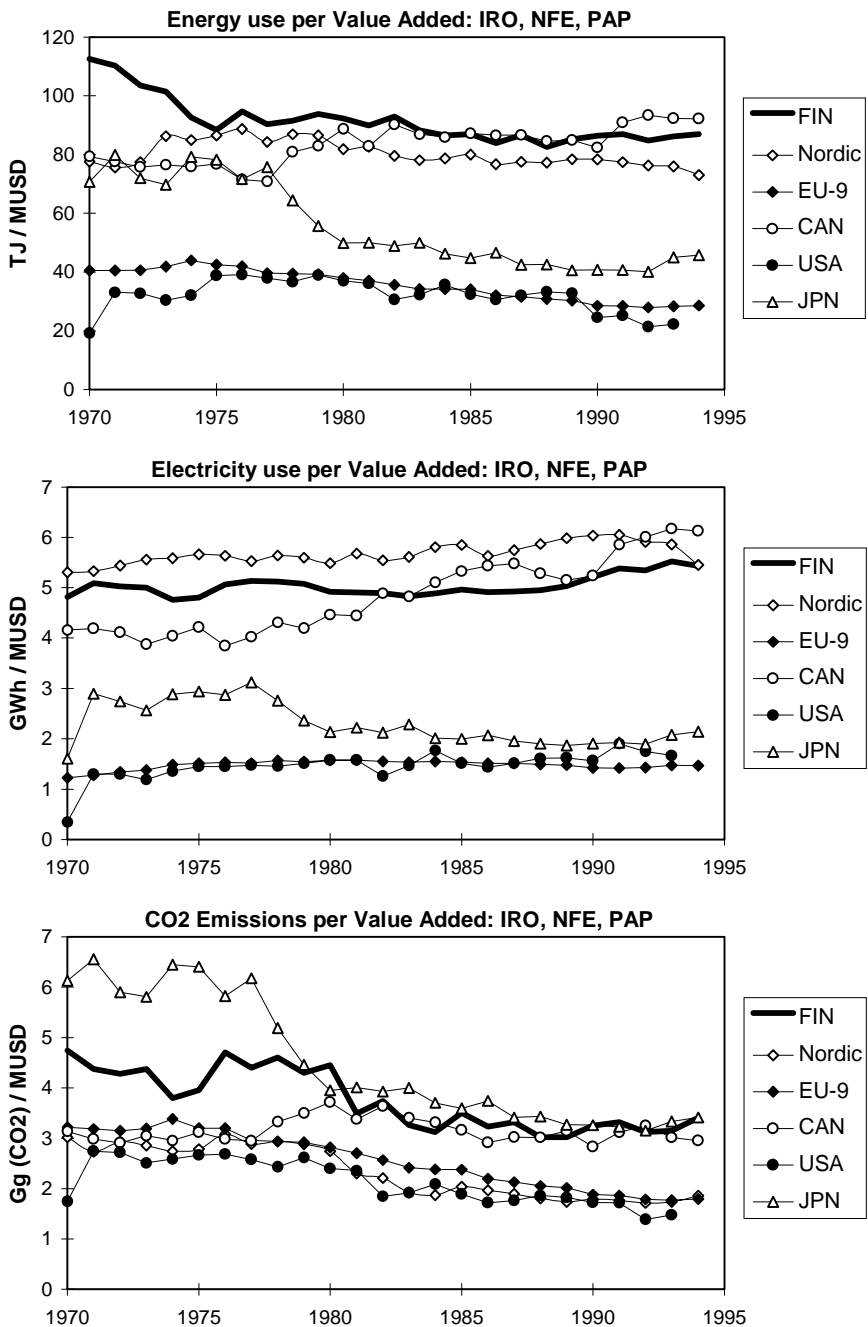 Energy use per Value Added: IRO, NFE, PAP
120
100
80
60
40
20
0
TJ / MUSD
1970 1975 1980 1985 1990 1995
FIN
Nordic
EU-9
CAN
USA
JPN
Electricity use per Value Added: IRO, NFE, PAP
7
6
5
4
3
2
1
0
GWh / MUSD
1970 1975 1980 1985 1990 1995
FIN
Nordic
EU-9
CAN
USA
JPN
CO2 Emissions per Value Added: IRO, NFE, PAP
7
6
5
4
3
2
1
0
Gg (CO2) / MUSD
1970 1975 1980 1985 1990 1995
FIN
Nordic
EU-9
CAN
USA
JPN